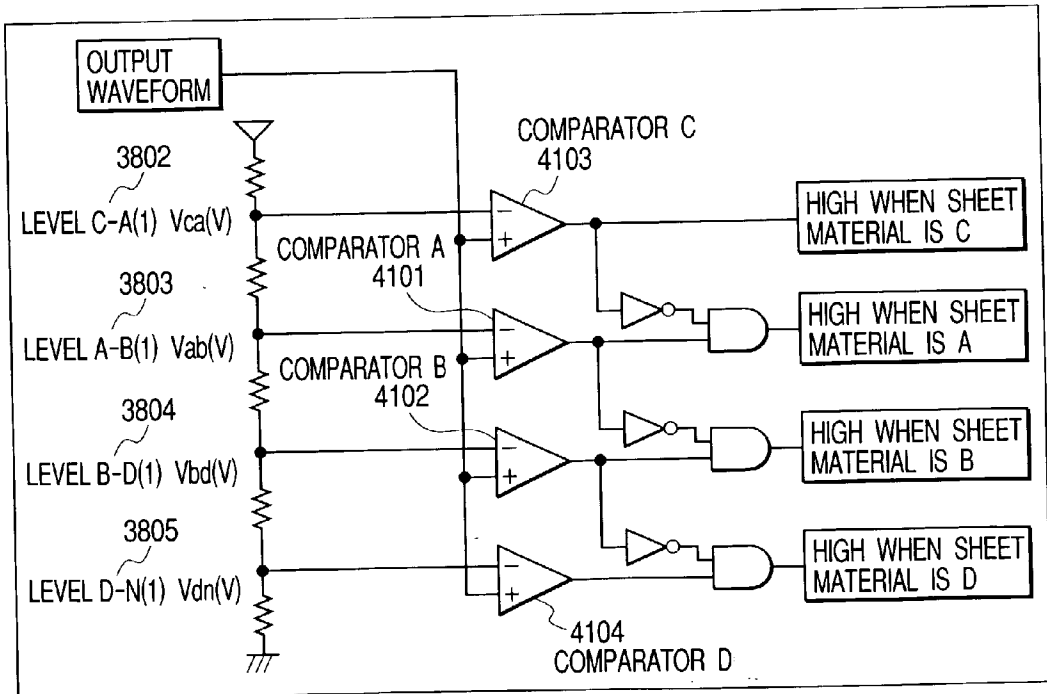 OUTPUT
WAVEFORM
COMPARATOR C
4103
3802
LEVEL C-A(1) Vca(V)
HIGH WHEN SHEET
MATERIAL IS C
COMPARATOR A
4101
3803
LEVEL A-B(1) Vab(V)
HIGH WHEN SHEET
MATERIAL IS A
COMPARATOR B
4102
3804
LEVEL B-D(1) Vbd(V)
HIGH WHEN SHEET
MATERIAL IS B
3805
LEVEL D-N(1) Vdn(V)
HIGH WHEN SHEET
MATERIAL IS D
4104
COMPARATOR D
−
+
−
+
−
+
−
+